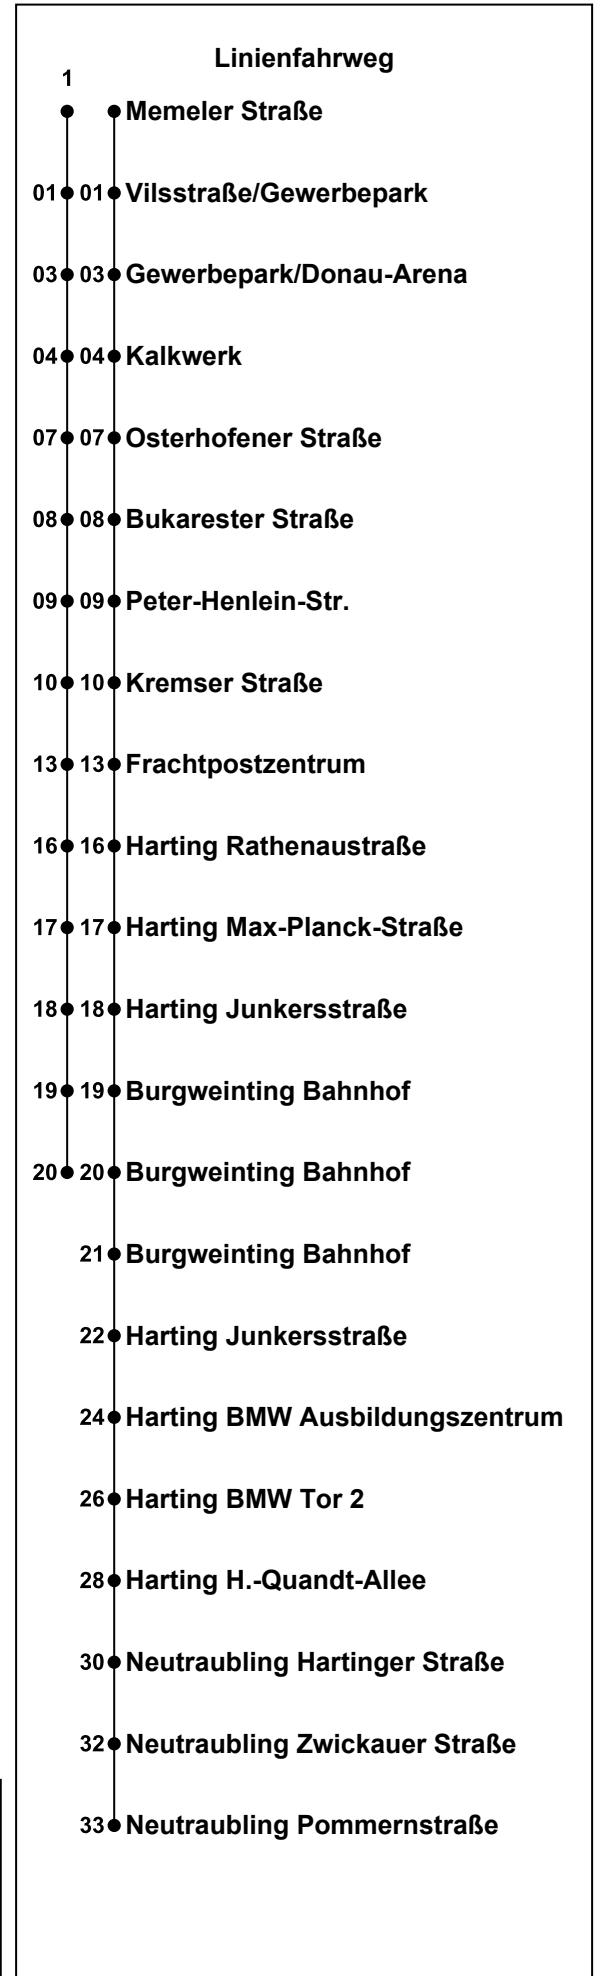 Linienfahrweg
1
Memeler Straße
01 01 Vilsstraße/Gewerbepark
03 03 Gewerbepark/Donau-Arena
04 04 Kalkwerk
07 07 Osterhofener Straße
08 08 Bukarester Straße
09 09 Peter-Henlein-Str.
10 10 Kremser Straße
13 13 Frachtpostzentrum
16 16 Harting Rathenaustraße
17 17 Harting Max-Planck-Straße
18 18 Harting Junkersstraße
19 19 Burgweinting Bahnhof
20 20 Burgweinting Bahnhof
21 Burgweinting Bahnhof
22 Harting Junkersstraße
24 Harting BMW Ausbildungszentrum
26 Harting BMW Tor 2
28 Harting H.-Quandt-Allee
30 Neutraubling Hartinger Straße
32 Neutraubling Zwickauer Straße
33 Neutraubling Pommernstraße